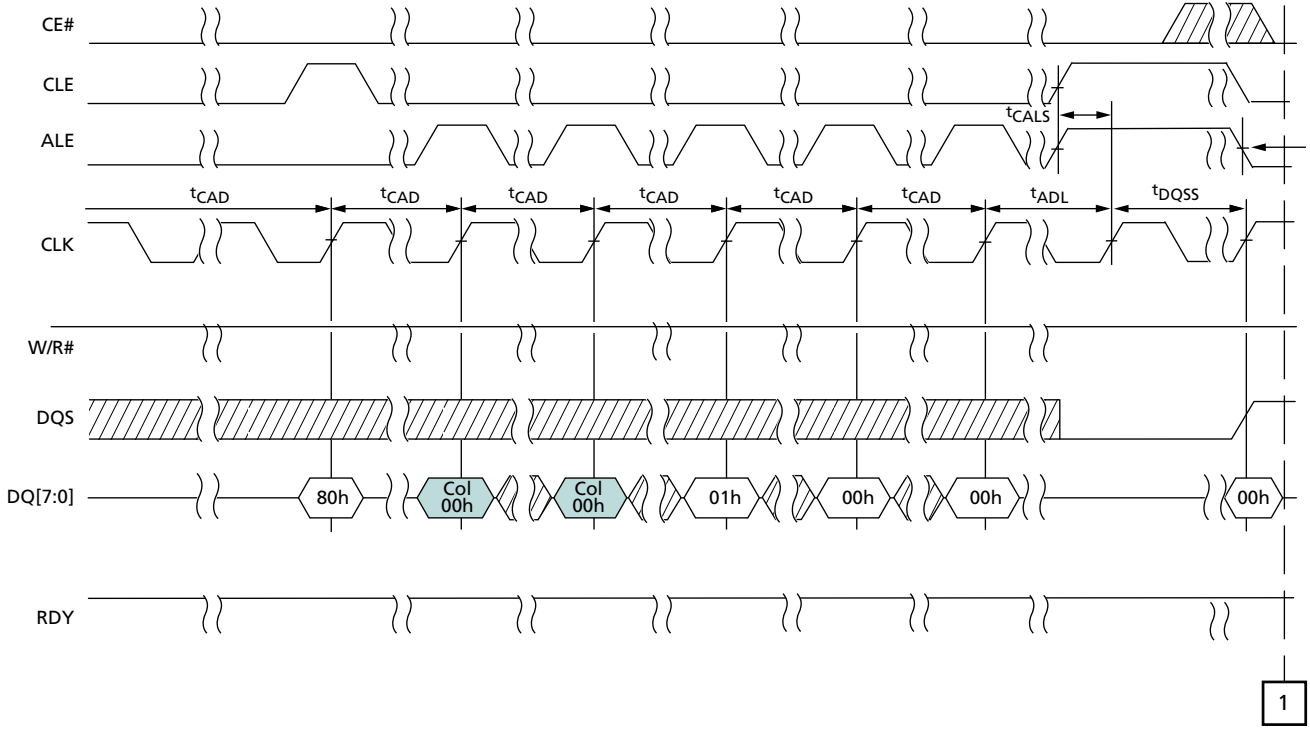 CE#
CLE
tCALS
ALE
tCAD tCAD tCAD tCAD tCAD tCAD tADL tDQSS
CLK
W/R#
DQS
DQ[7:0] 80h Col 00h Col 00h 01h 00h 00h 00h
RDY
1